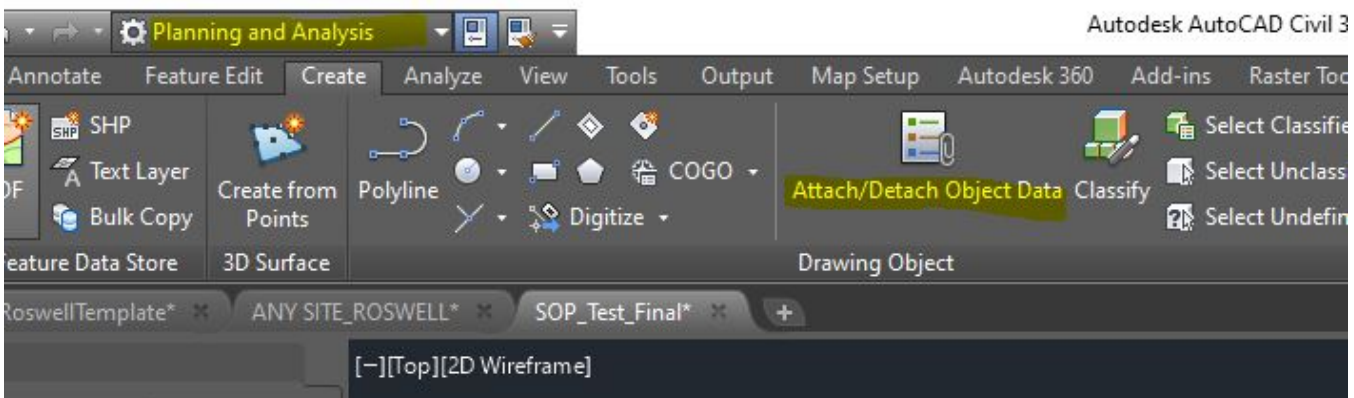 Planning and Analysis
Autodesk AutoCAD Civil 3
Annotate Feature Edit Create Analyze View Tools Output Map Setup Autodesk 360 Add-ins Raster Too
SHP SHP Select Classifie
Text Layer Create from Polyline COGO Attach/Detach Object Data Classify Select Unclass
DF
Bulk Copy Points Digitize Select Undefin
eature Data Store 3D Surface Drawing Object
RoswellTemplate* ANY SITE_ROSWELL* SOP_Test_Final* +
[−][Top][2D Wireframe]